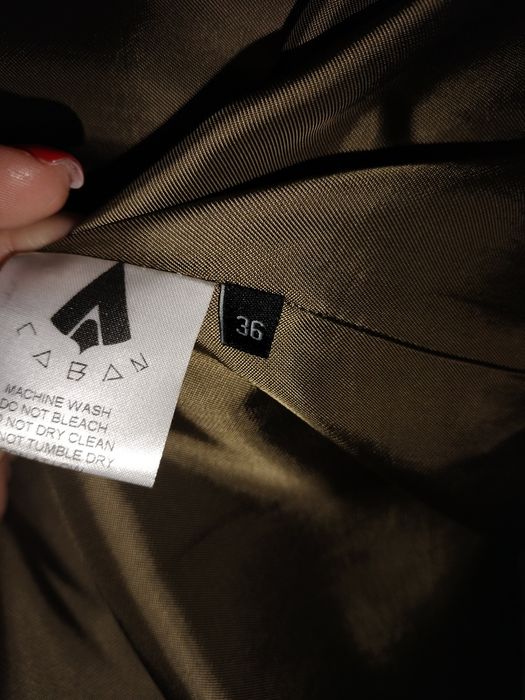 CABAN
36
MACHINE WASH
DO NOT BLEACH
NOT DRY CLEAN
NOT TUMBLE DRY